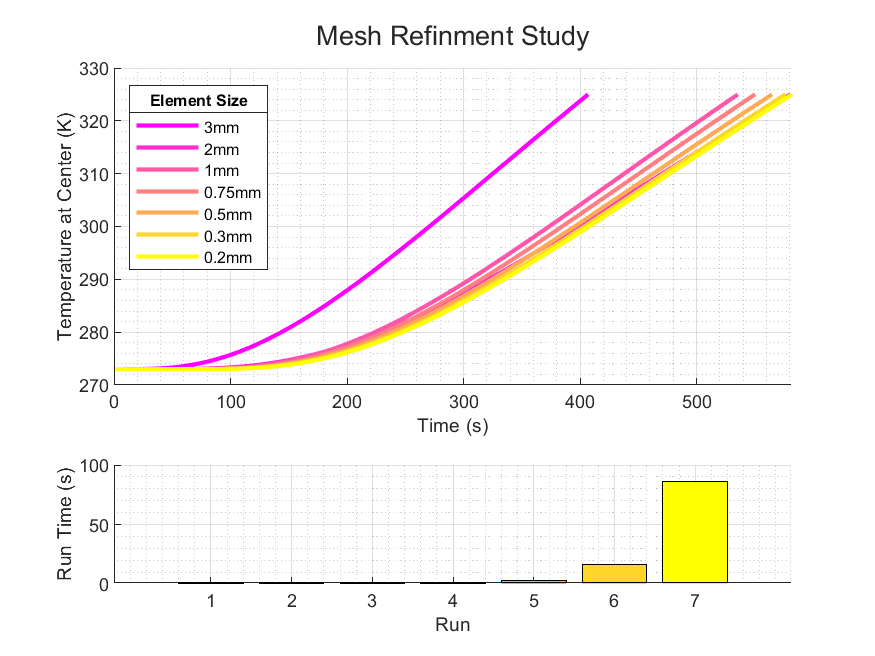 Mesh Refinment Study
330
320
310
300
290
280
270
Temperature at Center (K)
Element Size
3mm
2mm
1mm
0.75mm
0.5mm
0.3mm
0.2mm
0 100 200 300 400 500
Time (s)
100
50
0
Run Time (s)
1 2 3 4 5 6 7
Run